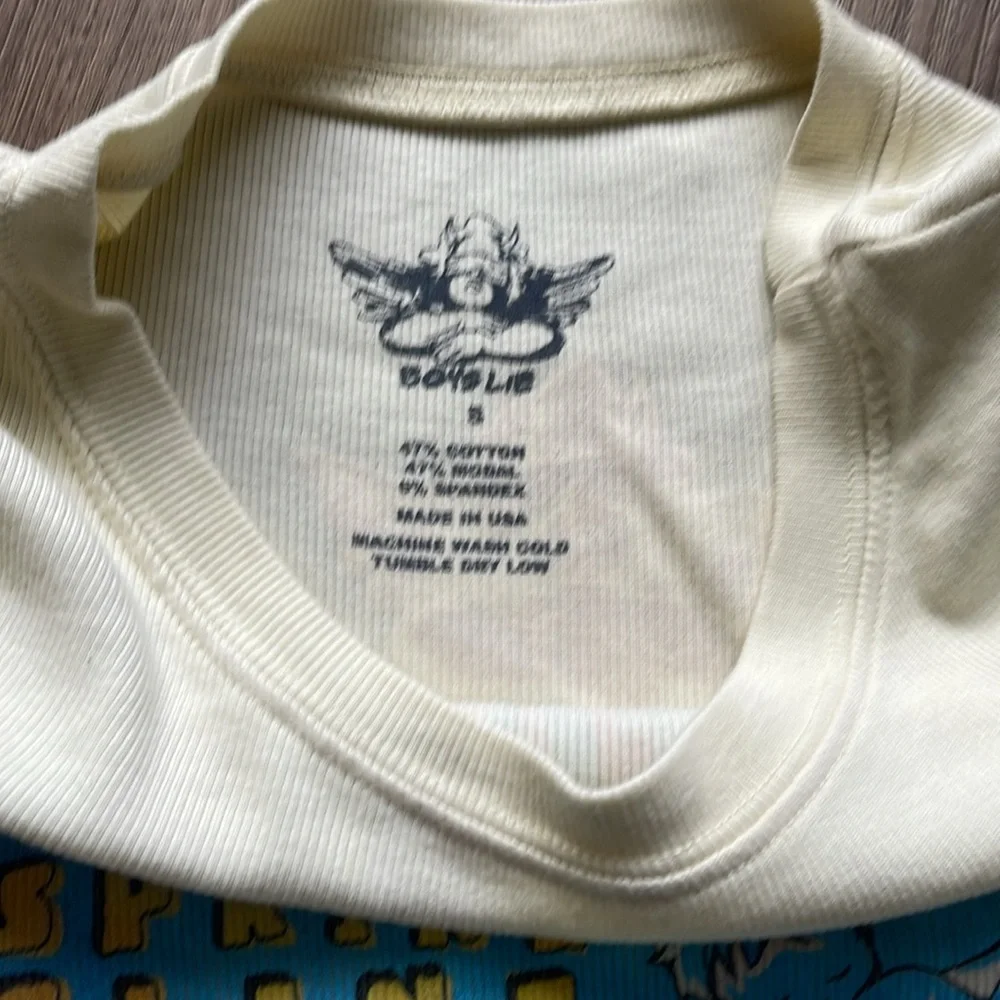 BOYS LIE
S
47% COTTON
47% MODAL
6% SPANDEX
MADE IN USA
MACHINE WASH COLD
TUMBLE DRY LOW